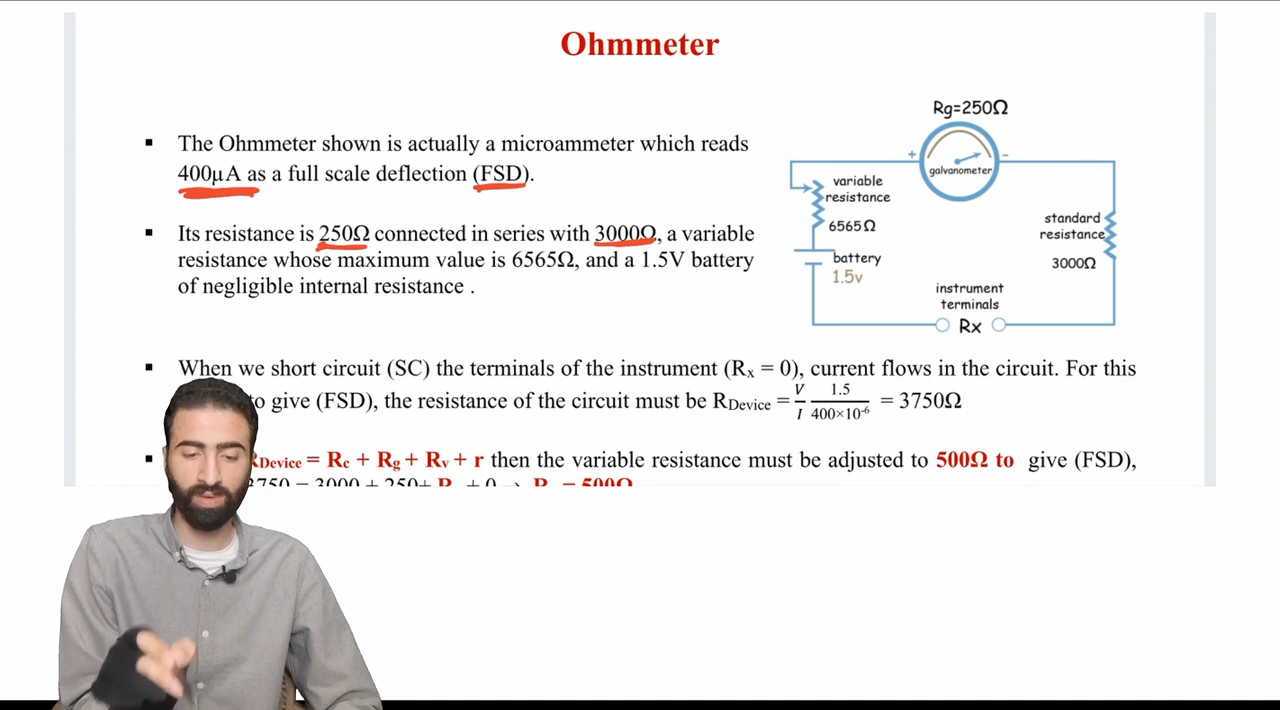 Ohmmeter
▪ The Ohmmeter shown is actually a microammeter which reads
400μA as a full scale deflection (FSD).
▪ Its resistance is 250Ω connected in series with 3000Ω, a variable
resistance whose maximum value is 6565Ω, and a 1.5V battery
of negligible internal resistance .
Rg=250Ω
+ -
galvanometer
variable
resistance
6565Ω
battery
1.5v
standard
resistance
3000Ω
instrument
terminals
Rx
▪ When we short circuit (SC) the terminals of the instrument (Rx = 0), current flows in the circuit. For this
to give (FSD), the resistance of the circuit must be RDevice = V/I 1.5/400×10-6 = 3750Ω
▪ RDevice = Rc + Rg + Rv + r then the variable resistance must be adjusted to 500Ω to give (FSD),
3750 = 3000 + 250+ R + 0 R = 500Ω